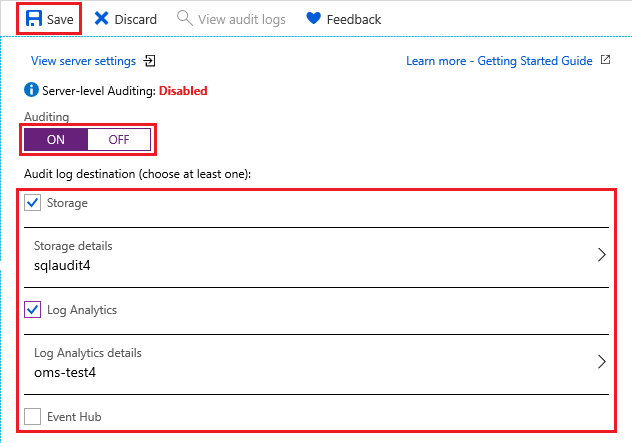 Save Discard View audit logs Feedback
View server settings Learn more - Getting Started Guide
Server-level Auditing: Disabled
Auditing
ON OFF
Audit log destination (choose at least one):
Storage
Storage details
sqlaudit4
Log Analytics
Log Analytics details
oms-test4
Event Hub